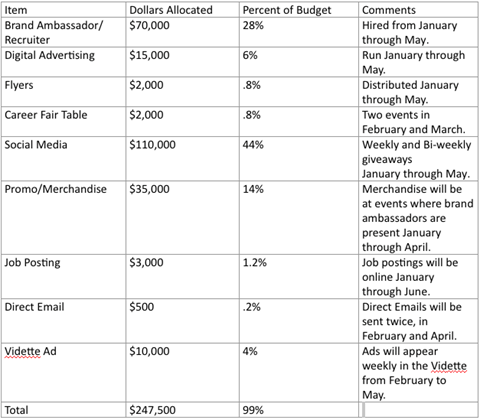 Item Dollars Allocated Percent of Budget Comments
Brand Ambassador/ $70,000 28% Hired from January
Recruiter through May.
Digital Advertising $15,000 6% Run January through
May.
Flyers $2,000 .8% Distributed January
through May.
Career Fair Table $2,000 .8% Two events in
February and March.
Social Media $110,000 44% Weekly and Bi-weekly
giveaways
January through May.
Promo/Merchandise $35,000 14% Merchandise will be
at events where brand
ambassadors are
present January
through April.
Job Posting $3,000 1.2% Job postings will be
online January
through June.
Direct Email $500 .2% Direct Emails will be
sent twice, in
February and April.
Vidette Ad $10,000 4% Ads will appear
weekly in the Vidette
from February to
May.
Total $247,500 99%